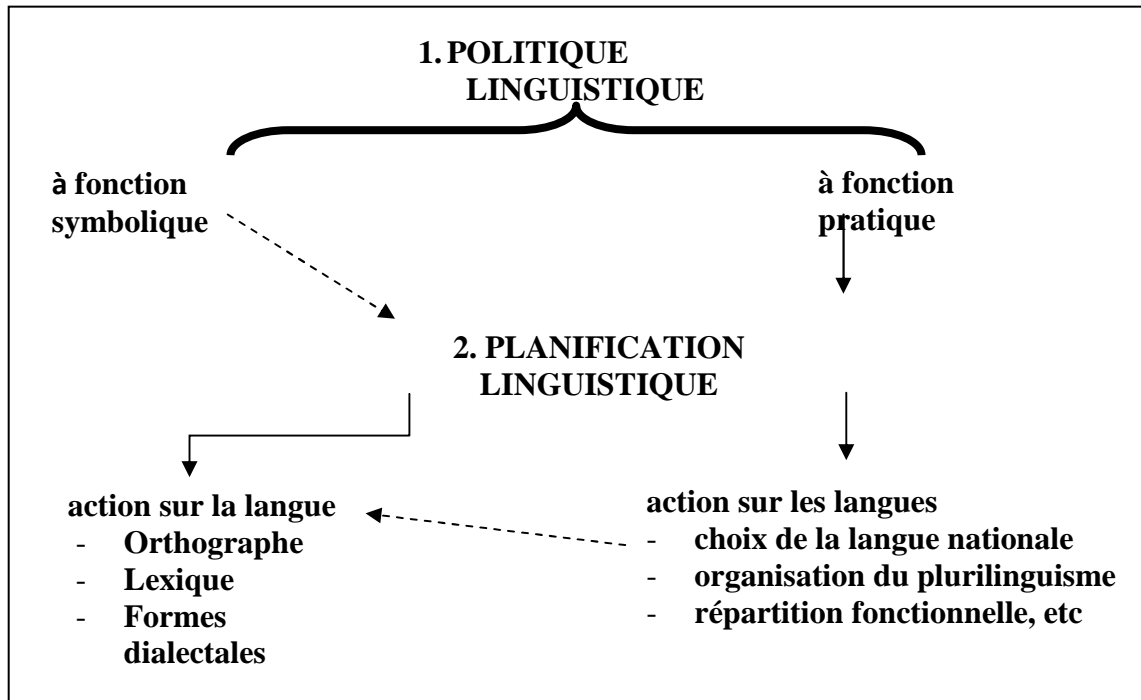 1. POLITIQUE
LINGUISTIQUE
à fonction
symbolique
à fonction
pratique
2. PLANIFICATION
LINGUISTIQUE
action sur la langue
- Orthographe
- Lexique
- Formes
dialectales
action sur les langues
- choix de la langue nationale
- organisation du plurilinguisme
- répartition fonctionnelle, etc